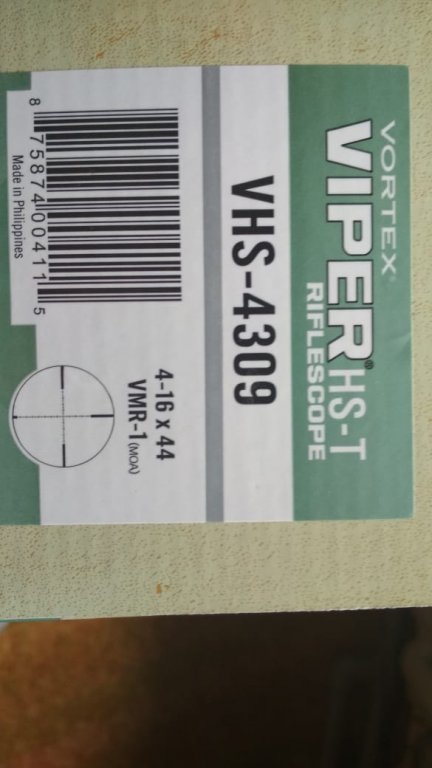 VORTEX®
VIPER® HS-T
RIFLESCOPE
VHS-4309
4-16 x 44
VMR-1 (MOA)
8 75874 00411 5
Made in Philippines